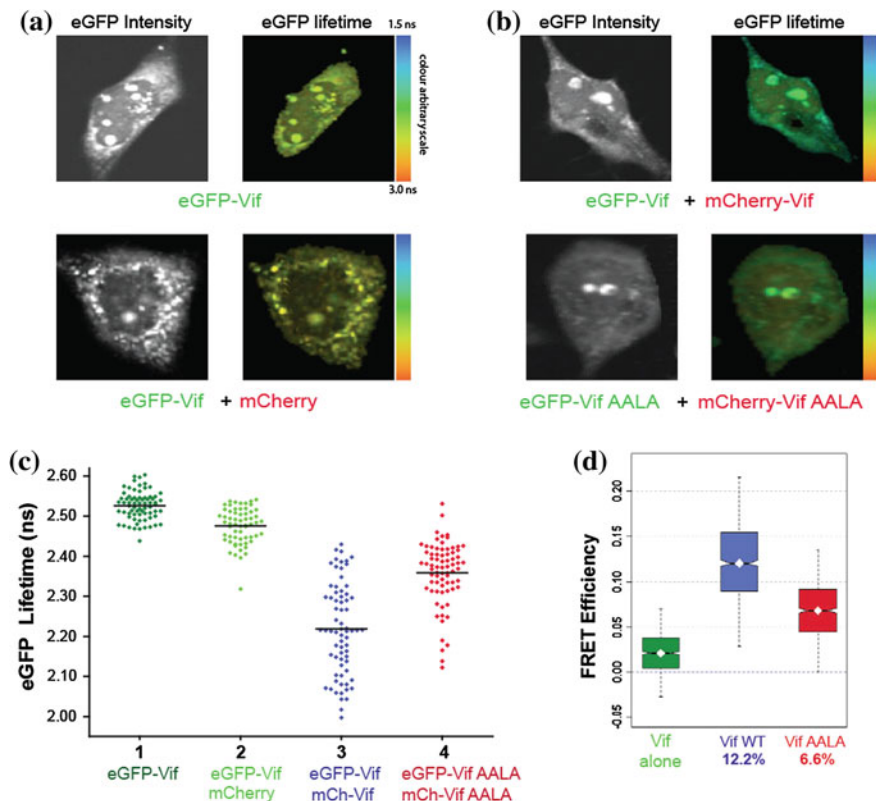 (a)
eGFP Intensity
eGFP lifetime
1.5 ns
colour arbitrary scale
3.0 ns
eGFP-Vif
eGFP-Vif + mCherry
(b)
eGFP Intensity
eGFP lifetime
eGFP-Vif + mCherry-Vif
eGFP-Vif AALA + mCherry-Vif AALA
(c)
eGFP Lifetime (ns)
2.60
2.50
2.40
2.30
2.20
2.10
2.00
1
2
3
4
eGFP-Vif
eGFP-Vif
mCherry
eGFP-Vif
mCh-Vif
eGFP-Vif AALA
mCh-Vif AALA
(d)
FRET Efficiency
0.20
0.15
0.10
0.05
0.00
-0.05
Vif
alone
Vif WT
12.2%
Vif AALA
6.6%